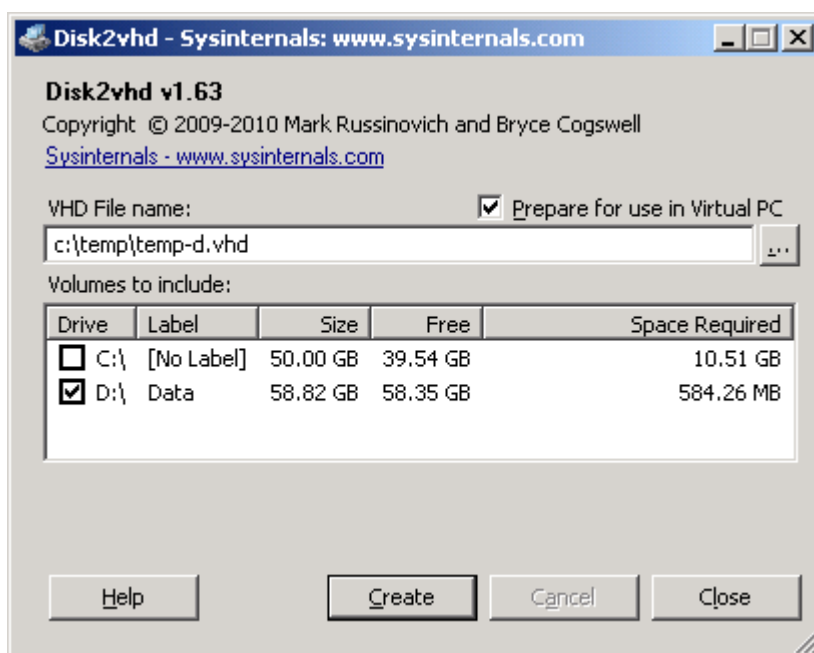 Disk2vhd - Sysinternals: www.sysinternals.com
Disk2vhd v1.63
Copyright © 2009-2010 Mark Russinovich and Bryce Cogswell
Sysinternals - www.sysinternals.com
VHD File name: Prepare for use in Virtual PC
c:\temp\temp-d.vhd ...
Volumes to include:
Drive Label Size Free Space Required
C:\ [No Label] 50.00 GB 39.54 GB 10.51 GB
D:\ Data 58.82 GB 58.35 GB 584.26 MB
Help Create Cancel Close